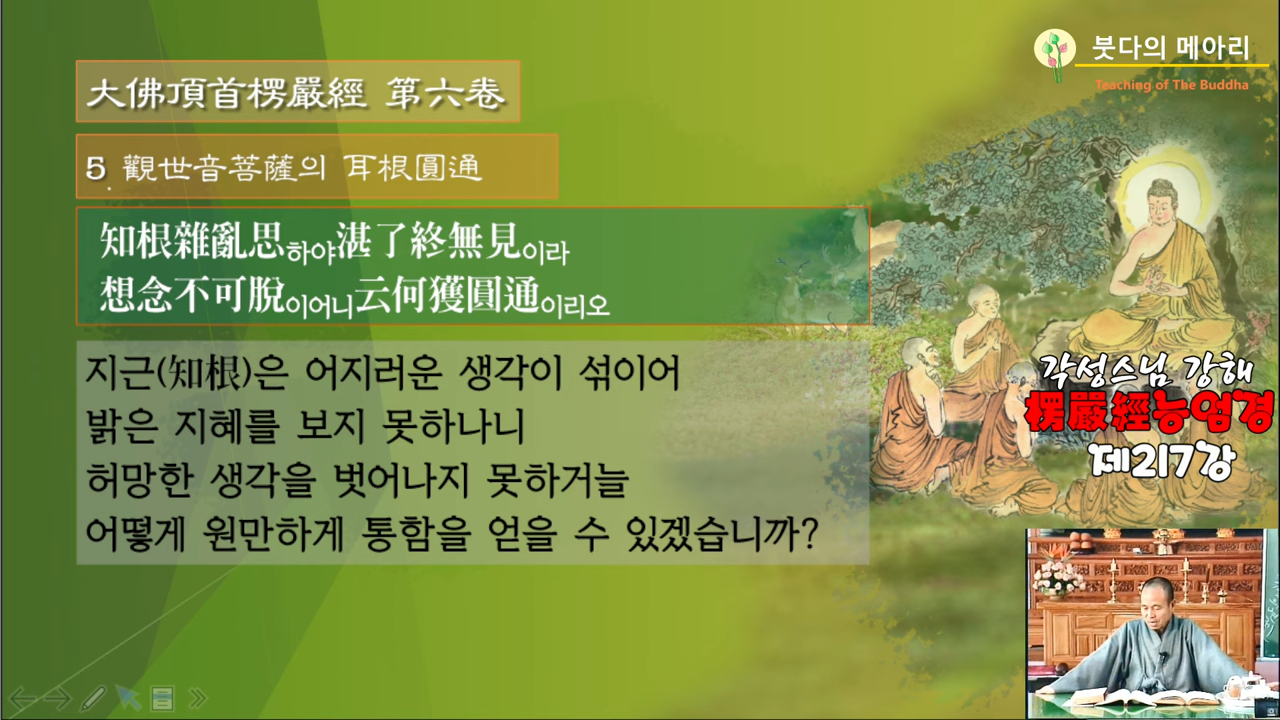 붓다의 메아리
Teaching of The Buddha
大佛頂首楞嚴經 第六卷
5. 觀世音菩薩의 耳根圓通
知根雜亂思하야湛了終無見이라
想念不可脫이어니云何獲圓通이리오
지근(知根)은 어지러운 생각이 섞이어
밝은 지혜를 보지 못하나니
허망한 생각을 벗어나지 못하거늘
어떻게 원만하게 통함을 얻을 수 있겠습니까?
각성스님 강해
楞嚴經능엄경
제217강